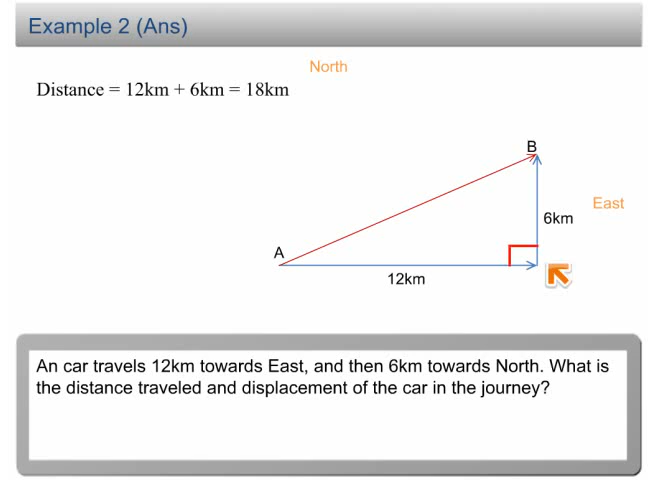 Example 2 (Ans)
North
Distance = 12km + 6km = 18km
B
East
6km
A
12km
An car travels 12km towards East, and then 6km towards North. What is
the distance traveled and displacement of the car in the journey?